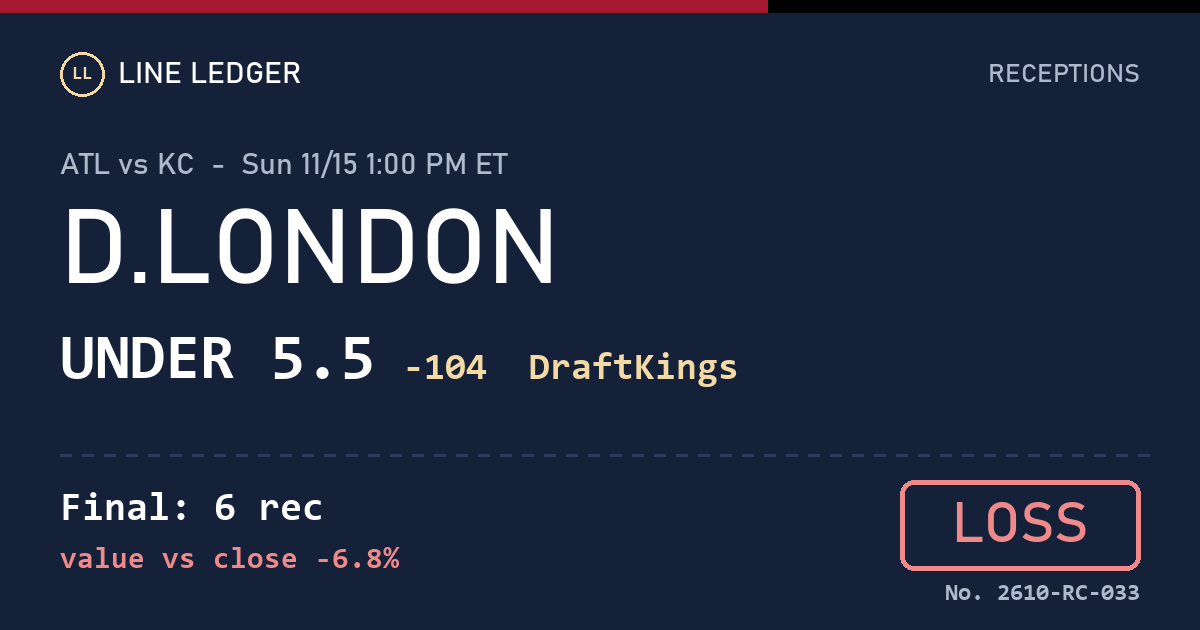 LL LINE LEDGER
RECEPTIONS
ATL vs KC - Sun 11/15 1:00 PM ET
D.LONDON
UNDER 5.5 -104 DraftKings
Final: 6 rec
LOSS
value vs close -6.8%
No. 2610-RC-033